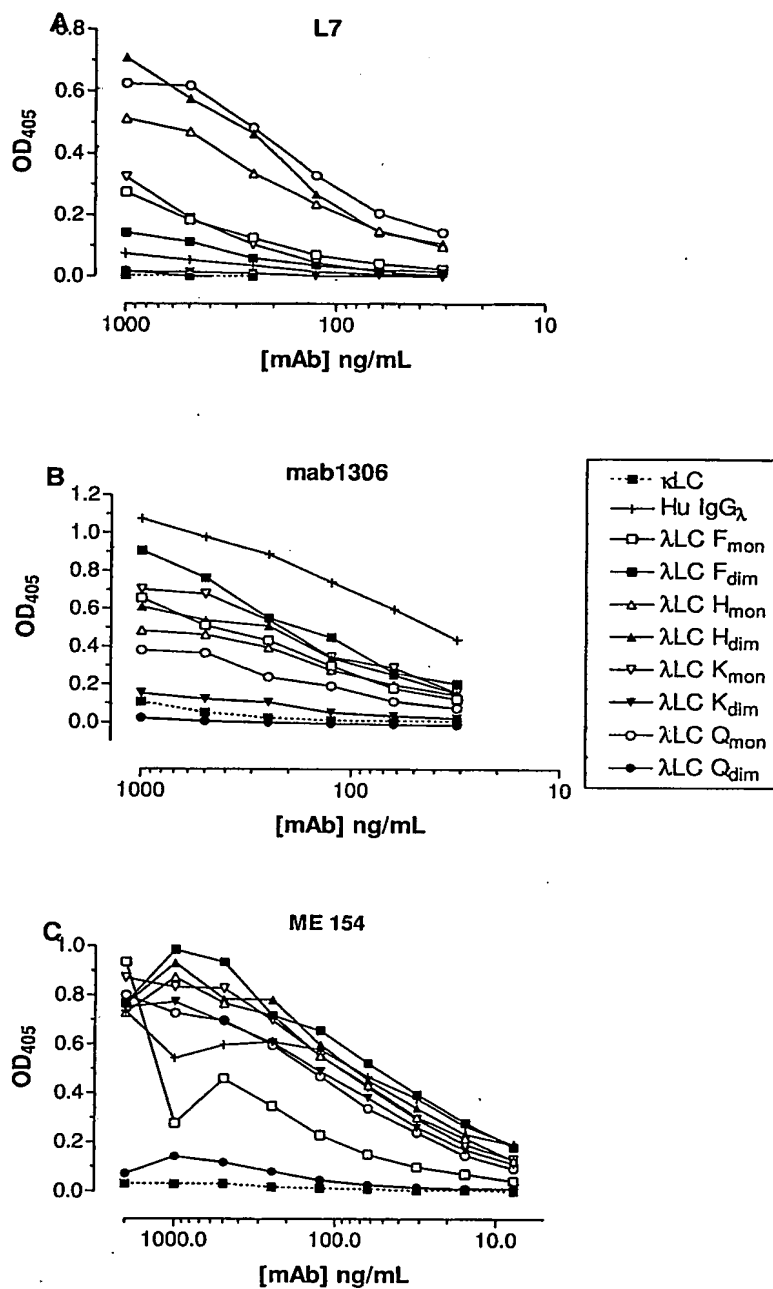 A
L7
0.8
0.6
0.4
0.2
0.0
OD405
1000
100
10
[mAb] ng/mL
B
mab1306
1.2
1.0
0.8
0.6
0.4
0.2
0.0
OD405
1000
100
10
[mAb] ng/mL
κLC
Hu IgGλ
λLC Fmon
λLC Fdim
λLC Hmon
λLC Hdim
λLC Kmon
λLC Kdim
λLC Qmon
λLC Qdim
C
ME 154
1.0
0.8
0.6
0.4
0.2
0.0
OD405
1000.0
100.0
10.0
[mAb] ng/mL